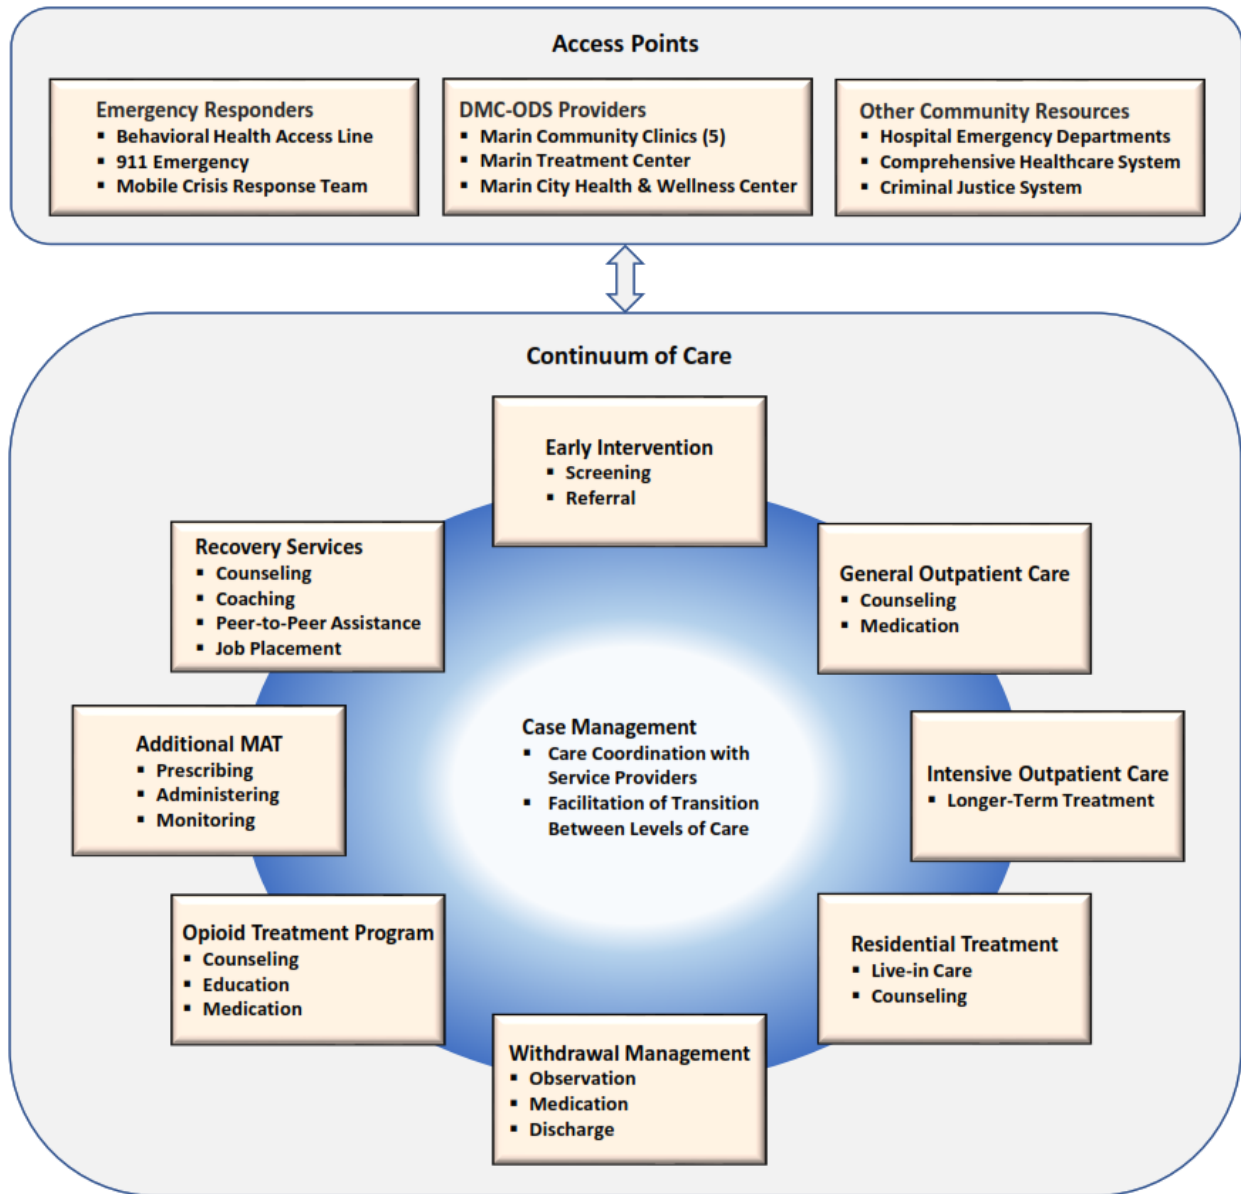 Access Points
Emergency Responders
▪ Behavioral Health Access Line
▪ 911 Emergency
▪ Mobile Crisis Response Team
DMC-ODS Providers
▪ Marin Community Clinics (5)
▪ Marin Treatment Center
▪ Marin City Health & Wellness Center
Other Community Resources
▪ Hospital Emergency Departments
▪ Comprehensive Healthcare System
▪ Criminal Justice System
Continuum of Care
Early Intervention
▪ Screening
▪ Referral
General Outpatient Care
▪ Counseling
▪ Medication
Intensive Outpatient Care
▪ Longer-Term Treatment
Residential Treatment
▪ Live-in Care
▪ Counseling
Withdrawal Management
▪ Observation
▪ Medication
▪ Discharge
Opioid Treatment Program
▪ Counseling
▪ Education
▪ Medication
Additional MAT
▪ Prescribing
▪ Administering
▪ Monitoring
Recovery Services
▪ Counseling
▪ Coaching
▪ Peer-to-Peer Assistance
▪ Job Placement
Case Management
▪ Care Coordination with
Service Providers
▪ Facilitation of Transition
Between Levels of Care